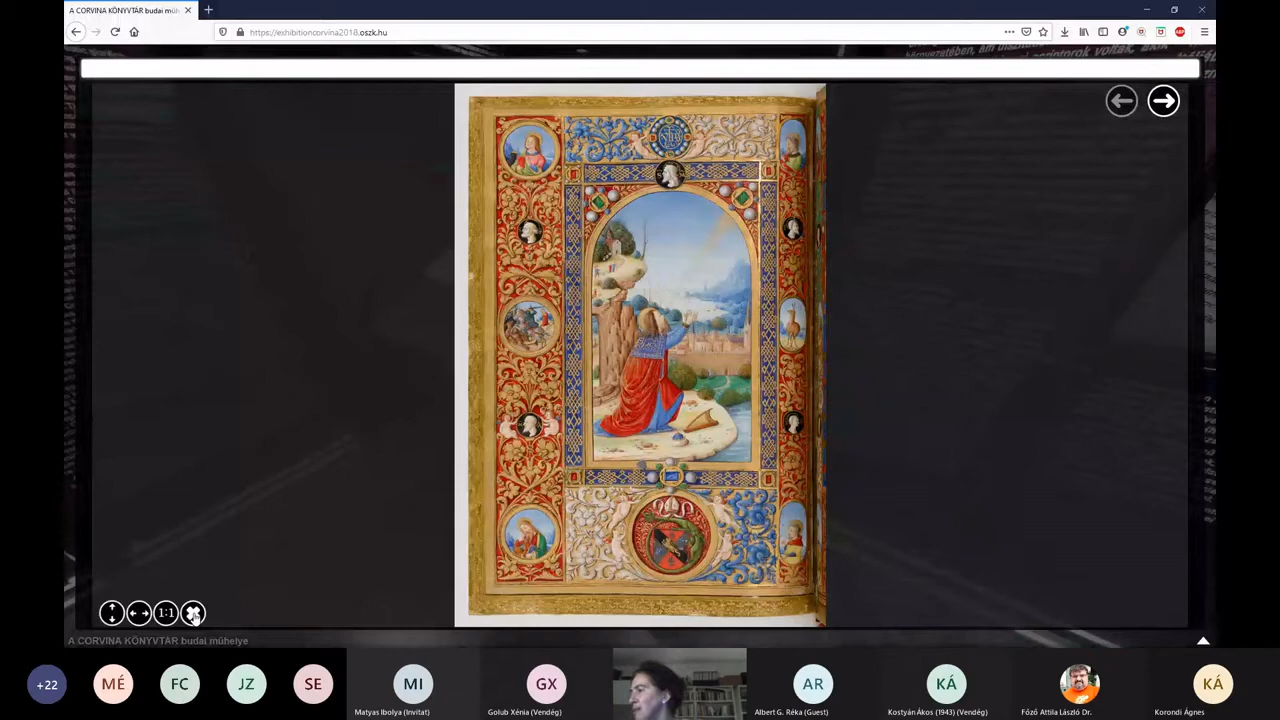 A CORVINA KÖNYVTÁR budai műh
https://exhibitioncorvina2018.oszk.hu
ABP
1:1
A CORVINA KÖNYVTÁR budai műhelye
+22
MÉ
FC
JZ
SE
MI
GX
AR
KÁ
KÁ
Matyas Ibolya (Invitat)
Golub Xénia (Vendég)
Albert G. Réka (Guest)
Kostyán Ákos (1943) (Vendég)
Főző Attila László Dr.
Korondi Ágnes